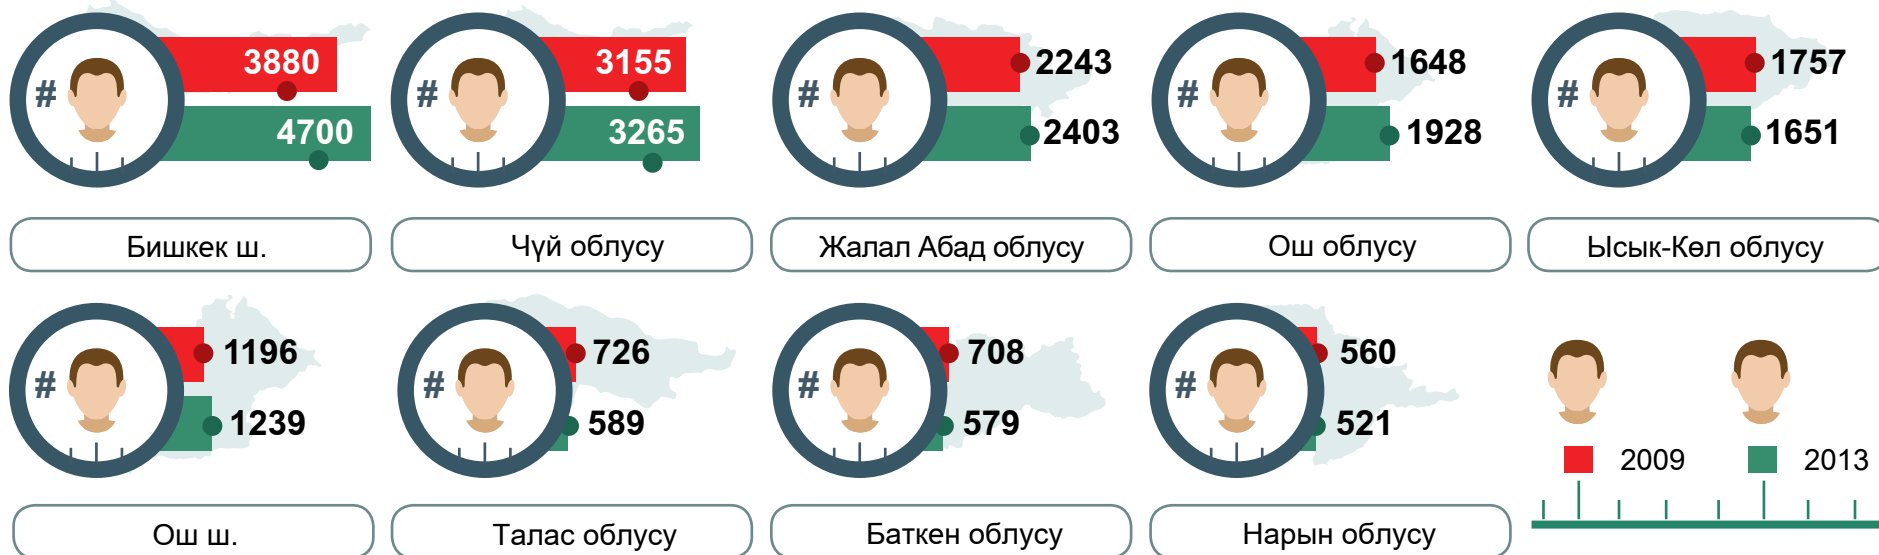 # 3880
4700
Бишкек ш.
# 3155
3265
Чүй облусу
# 2243
2403
Жалал Абад облусу
# 1648
1928
Ош облусу
# 1757
1651
Ысык-Көл облусу
# 1196
1239
Ош ш.
# 726
589
Талас облусу
# 708
579
Баткен облусу
# 560
521
Нарын облусу
2009 2013